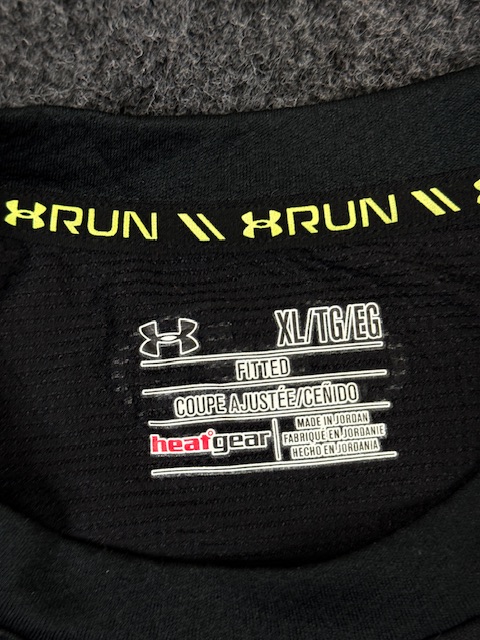 RUN \\ RUN \\
XL/TG/EG
FITTED
COUPE AJUSTÉE/CEÑIDO
heatgear
MADE IN JORDAN
FABRIQUÉ EN JORDANIE
HECHO EN JORDANIA